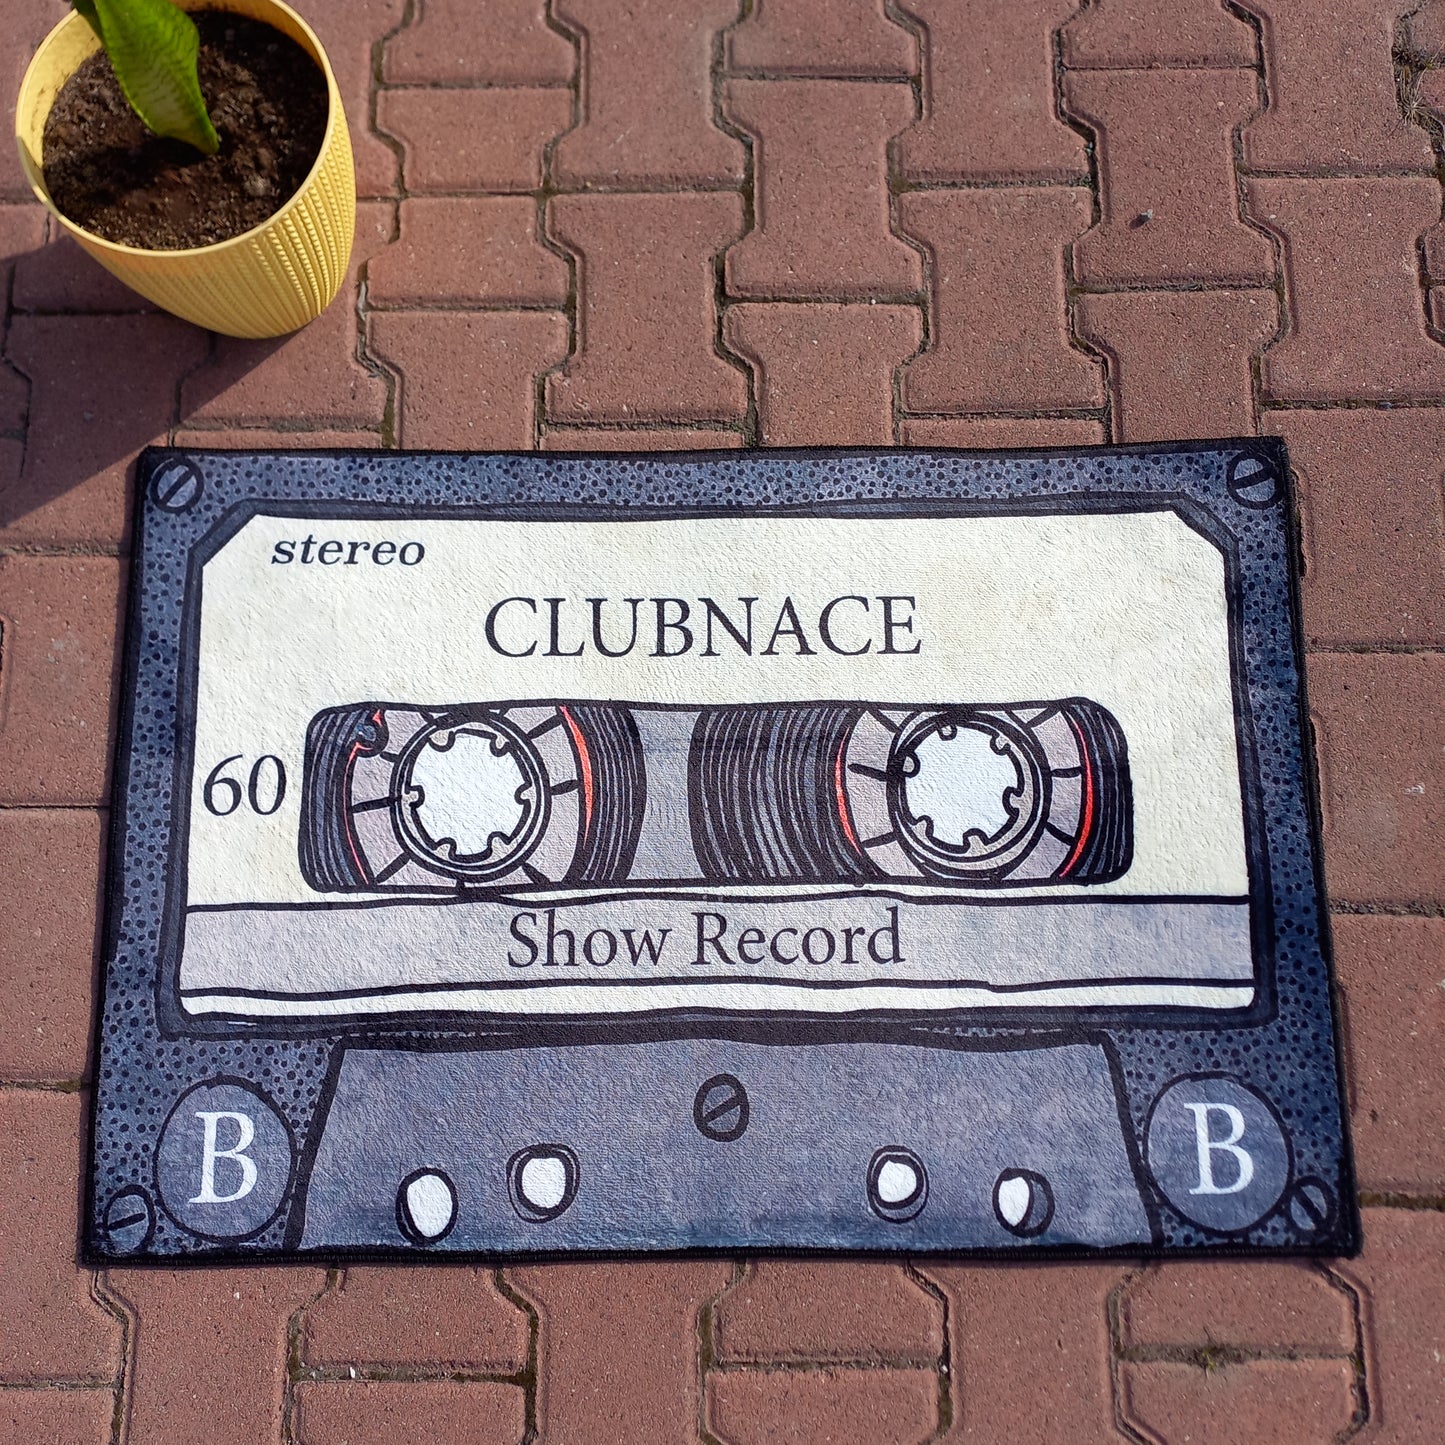 stereo
CLUBNACE
60
Show Record
B B